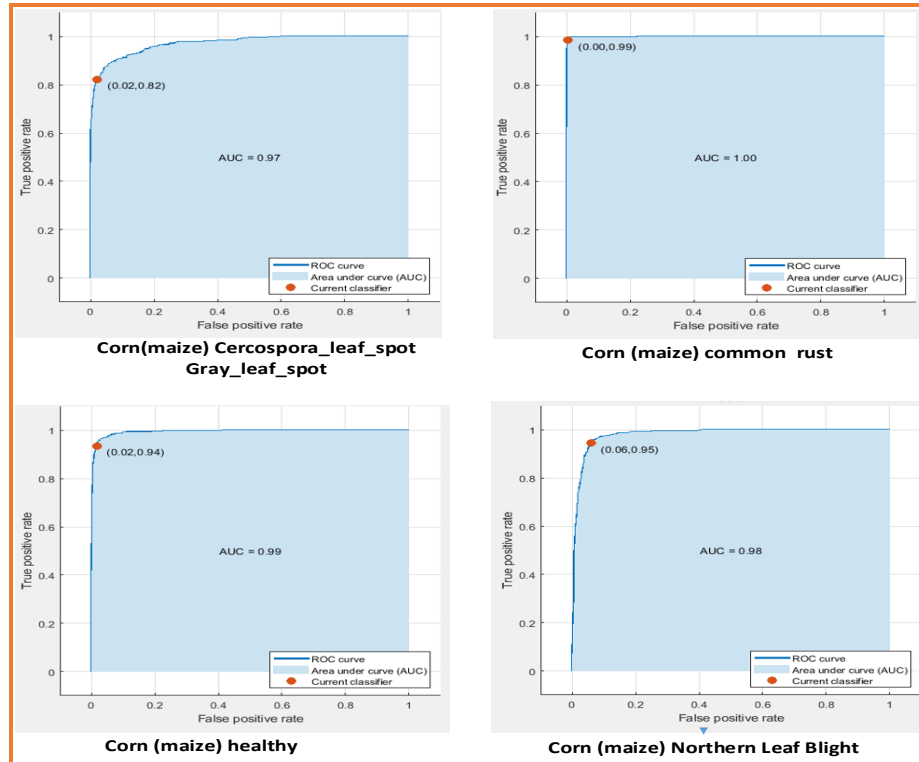 True positive rate
1
0.8
0.6
0.4
0.2
0
(0.02,0.82)
AUC = 0.97
ROC curve
Area under curve (AUC)
Current classifier
0 0.2 0.4 0.6 0.8 1
False positive rate
Corn(maize) Cercospora_leaf_spot
Gray_leaf_spot
True positive rate
1
0.8
0.6
0.4
0.2
0
(0.00,0.99)
AUC = 1.00
ROC curve
Area under curve (AUC)
Current classifier
0 0.2 0.4 0.6 0.8 1
False positive rate
Corn (maize) common rust
True positive rate
1
0.8
0.6
0.4
0.2
0
(0.02,0.94)
AUC = 0.99
ROC curve
Area under curve (AUC)
Current classifier
0 0.2 0.4 0.6 0.8 1
False positive rate
Corn (maize) healthy
True positive rate
1
0.8
0.6
0.4
0.2
0
(0.06,0.95)
AUC = 0.98
ROC curve
Area under curve (AUC)
Current classifier
0 0.2 0.4 0.6 0.8 1
False positive rate
Corn (maize) Northern Leaf Blight